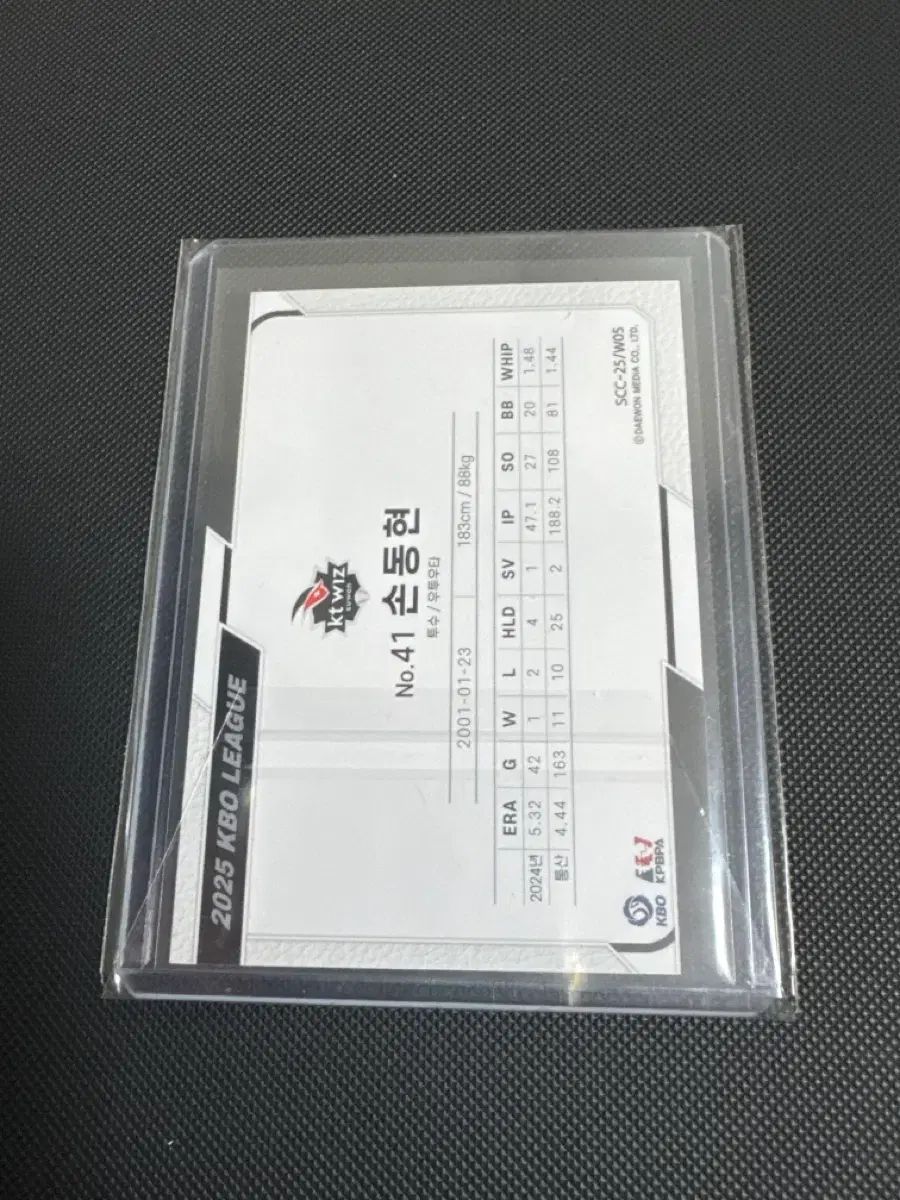 2025 KBO LEAGUE
kt wiz
SUWON
No.41 손동현
투수 / 우투우타
2001-01-23 183cm / 88kg
ERA G W L HLD SV IP SO BB WHIP
2024년 5.32 42 1 2 4 1 47.1 27 20 1.48
통산 4.44 163 11 10 25 2 188.2 108 81 1.44
KBO KPBPA
SCC-25/W05
©DAEWON MEDIA CO., LTD.